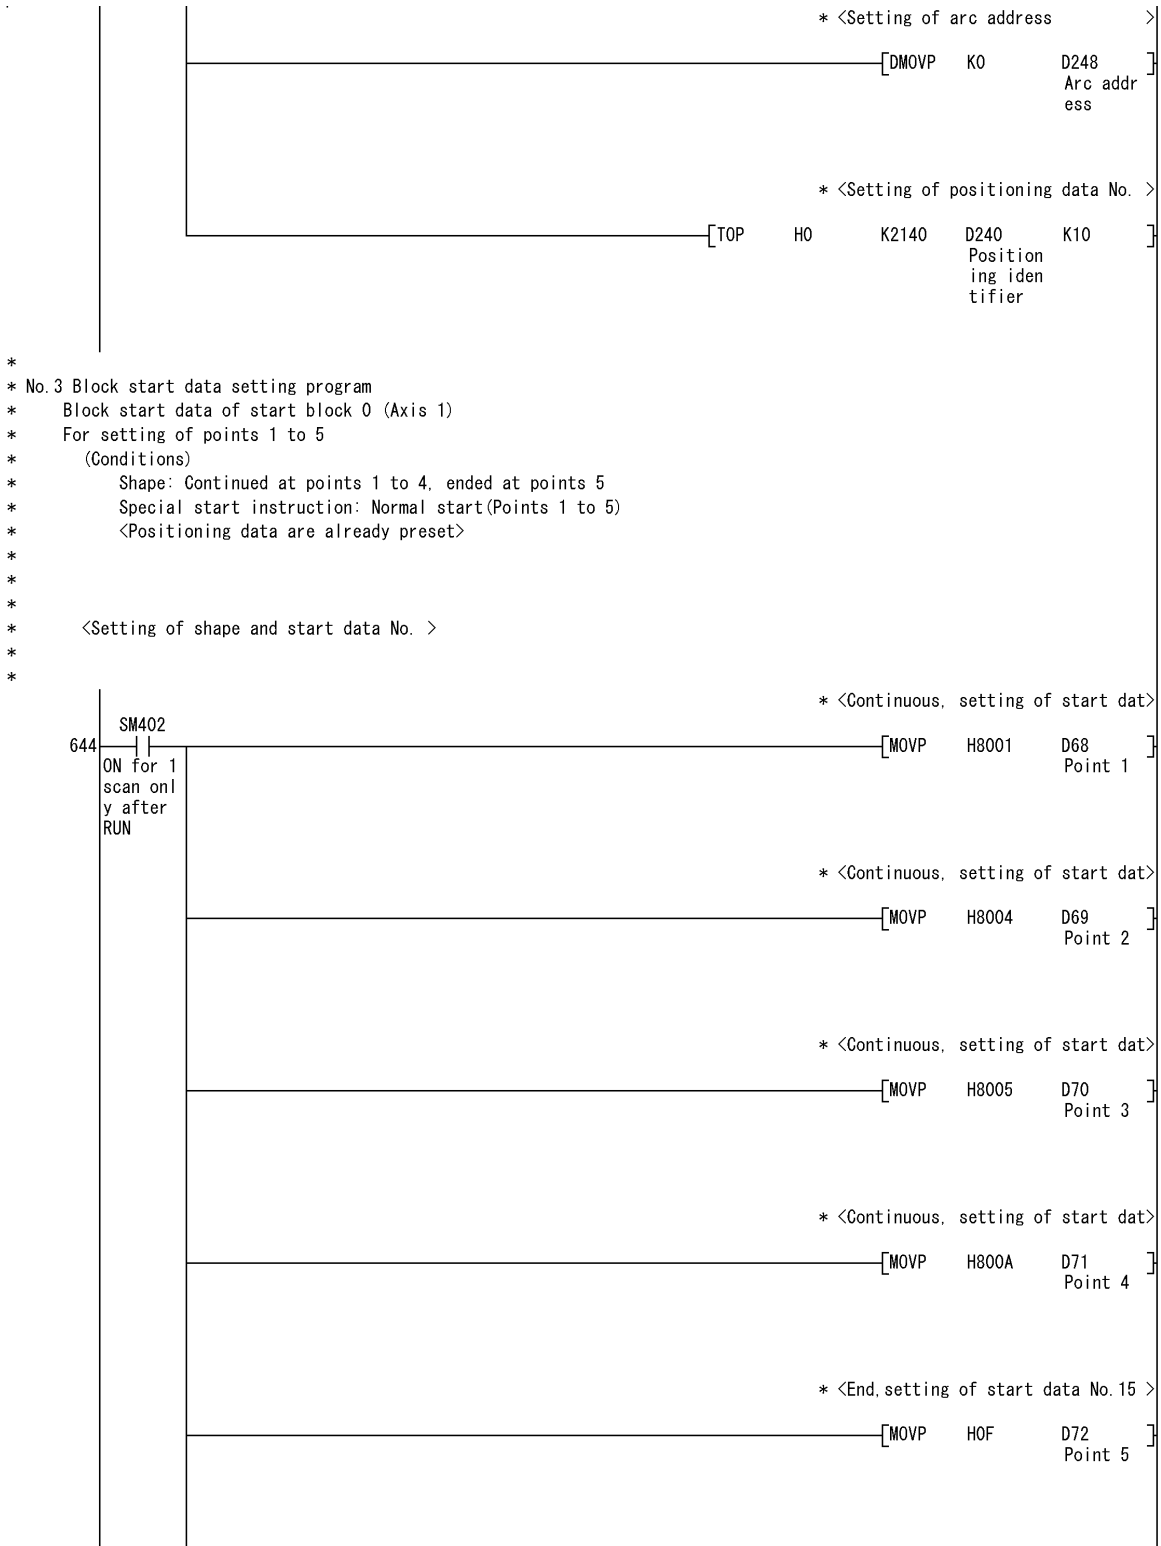 * <Setting of arc address >
[DMOVP K0 D248 ]
Arc addr
ess
* <Setting of positioning data No. >
[TOP H0 K2140 D240 K10 ]
Position
ing iden
tifier
*
* No.3 Block start data setting program
* Block start data of start block 0 (Axis 1)
* For setting of points 1 to 5
* (Conditions)
* Shape: Continued at points 1 to 4, ended at points 5
* Special start instruction: Normal start(Points 1 to 5)
* <Positioning data are already preset>
*
*
*
* <Setting of shape and start data No. >
*
*
* <Continuous, setting of start dat>
SM402
644 [MOVP H8001 D68 ]
ON for 1 Point 1
scan onl
y after
RUN
* <Continuous, setting of start dat>
[MOVP H8004 D69 ]
Point 2
* <Continuous, setting of start dat>
[MOVP H8005 D70 ]
Point 3
* <Continuous, setting of start dat>
[MOVP H800A D71 ]
Point 4
* <End,setting of start data No.15 >
[MOVP H0F D72 ]
Point 5